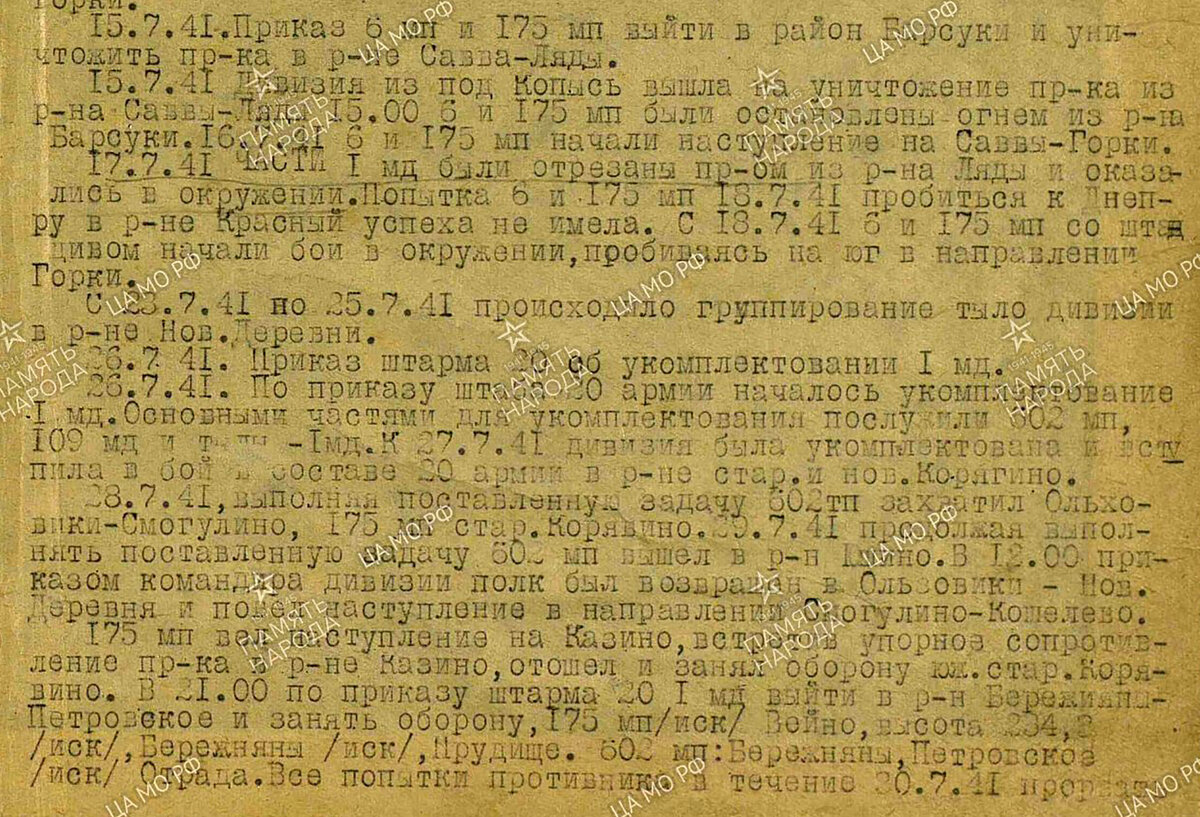 Горки.
15.7.41.Приказ 6 мп и 175 мп выйти в район Барсуки и уни-
чтожить пр-ка в р-не Савва-Ляды.
15.7.41 Дивизия из под Копысь вышла на уничтожение пр-ка из
р-на Саввы-Ляды 15.00 6 и 175 мп были остановлены огнем из р-на
Барсуки.16.7.41 6 и 175 мп начали наступление на Саввы-Горки.
17.7.41 ЧАСТИ 1 мд были отрезаны пр-ом из р-на Ляды и оказа-
лись в окружении.Попытка 6 и 175 мп 18.7.41 пробиться к Днеп-
ру в р-не Красный успеха не имела. С 18.7.41 6 и 175 мп со
дивом начали бои в окружении,пробиваясь на юг в направлении
Горки.
С 23.7.41 по 25.7.41 происходило группирование тыло дивизии
в р-не Нов.Деревни.
26.7.41. Приказ штарма 20 об укомплектовании 1 мд.
26.7.41. По приказу штаба 20 армии началось укомплектование
1 мд.Основными частями для укомплектования послужили 602 мп,
109 мд и тылы -1мд.К 27.7.41 дивизия была укомплектована и всту
пила в бой в составе 20 армии в р-не стар.и нов.Корягино.
28.7.41,выполняя поставленную задачу 602тп захватил Ольхо-
вики-Смогулино, 175 мп стар.Корявино.29.7.41 продолжая выпол-
нять поставленную задачу 602 мп вышел в р-н В 12.00 при-
казом командира дивизии полк был возвращен в Ользовики - Нов.
Деревня и повел наступление в направлении Смогулино-Кошелево.
175 мп вел наступление на Казино,встретив упорное сопротив-
ление пр-ка в р-не Казино,отошел и занял оборону юж.стар.Коря-
вино. В 21.00 по приказу штарма 20 1 мд выйти в р-н Бережняны-
Петровское и занять оборону,175 мп/иск/ Вейно,высота 234,2
/иск/,Бережняны /иск/,Прудище. 602 мп:Бережняны,Петровское
/иск/ Отрада.Все попытки противника в течение 30.7.41
ПАМЯТЬ НАРОДА
ЦА МО РФ